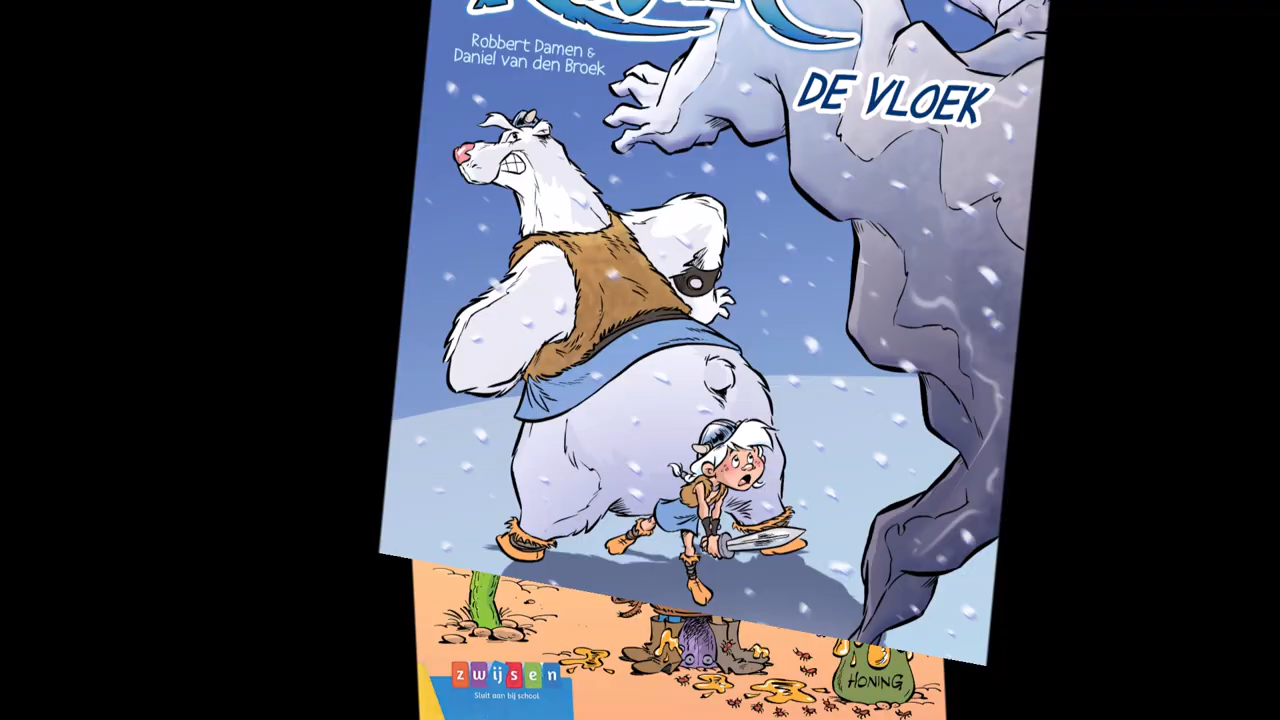 Robbert Damen &
Daniel van den Broek
DE VLOEK
zwijsen
Sluit aan bij school
HONING